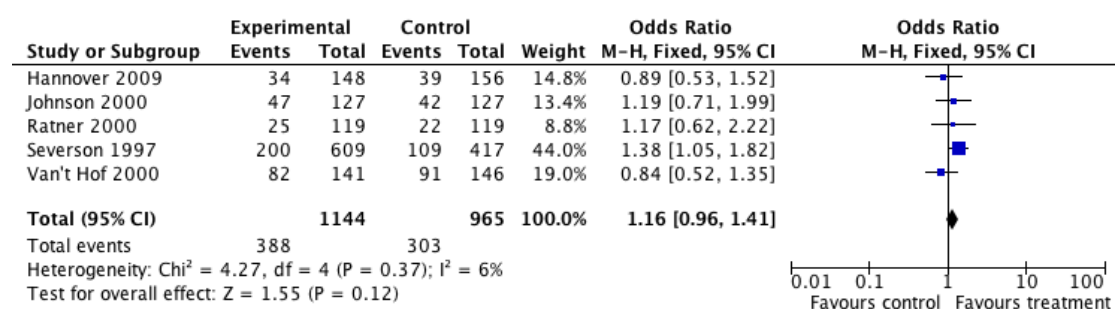 Experimental Control Odds Ratio Odds Ratio
Study or Subgroup Events Total Events Total Weight M-H, Fixed, 95% CI M-H, Fixed, 95% CI
Hannover 2009 34 148 39 156 14.8% 0.89 [0.53, 1.52]
Johnson 2000 47 127 42 127 13.4% 1.19 [0.71, 1.99]
Ratner 2000 25 119 22 119 8.8% 1.17 [0.62, 2.22]
Severson 1997 200 609 109 417 44.0% 1.38 [1.05, 1.82]
Van't Hof 2000 82 141 91 146 19.0% 0.84 [0.52, 1.35]
Total (95% CI) 1144 965 100.0% 1.16 [0.96, 1.41]
Total events 388 303
Heterogeneity: Chi² = 4.27, df = 4 (P = 0.37); I² = 6%
Test for overall effect: Z = 1.55 (P = 0.12)
0.01 0.1 1 10 100
Favours control Favours treatment